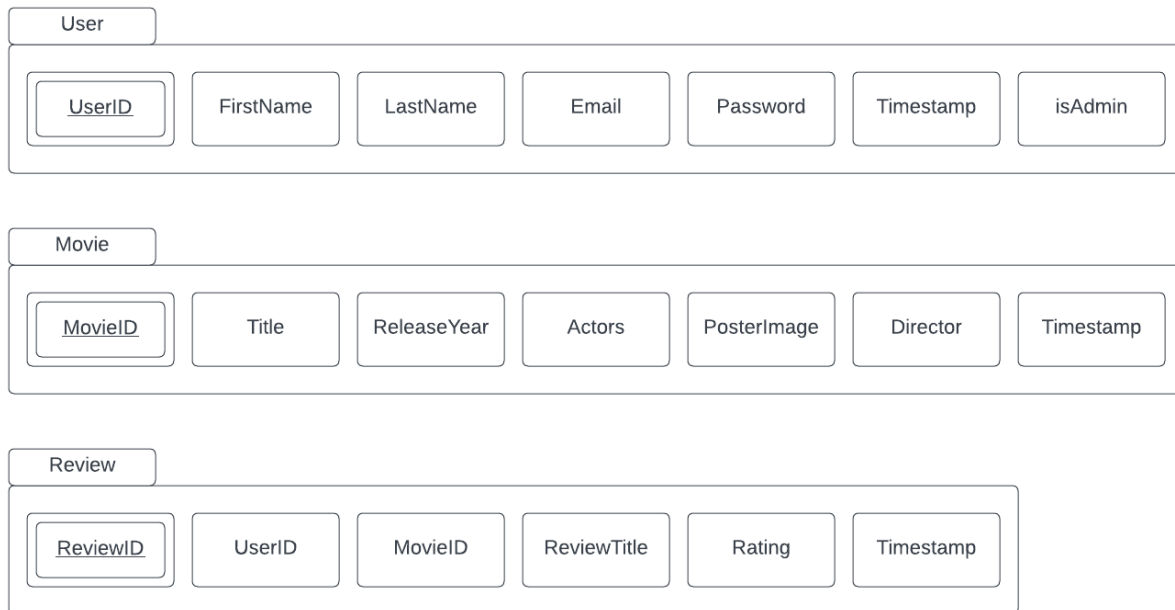 User
UserID FirstName LastName Email Password Timestamp isAdmin
Movie
MovieID Title ReleaseYear Actors PosterImage Director Timestamp
Review
ReviewID UserID MovieID ReviewTitle Rating Timestamp